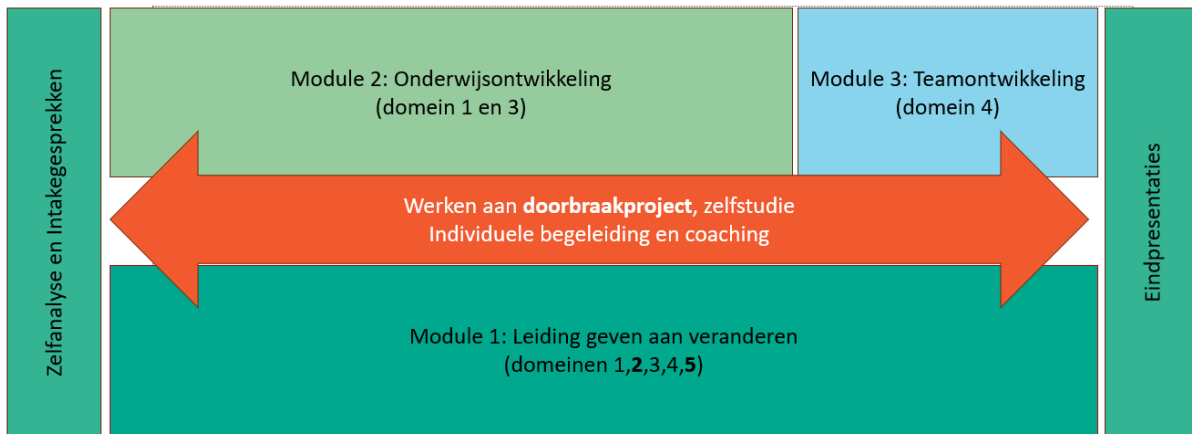 Zelfanalyse en Intakegesprekken
Module 2: Onderwijsontwikkeling
(domein 1 en 3)
Module 3: Teamontwikkeling
(domein 4)
Werken aan doorbraakproject, zelfstudie
Individuele begeleiding en coaching
Module 1: Leiding geven aan veranderen
(domeinen 1,2,3,4,5)
Eindpresentaties